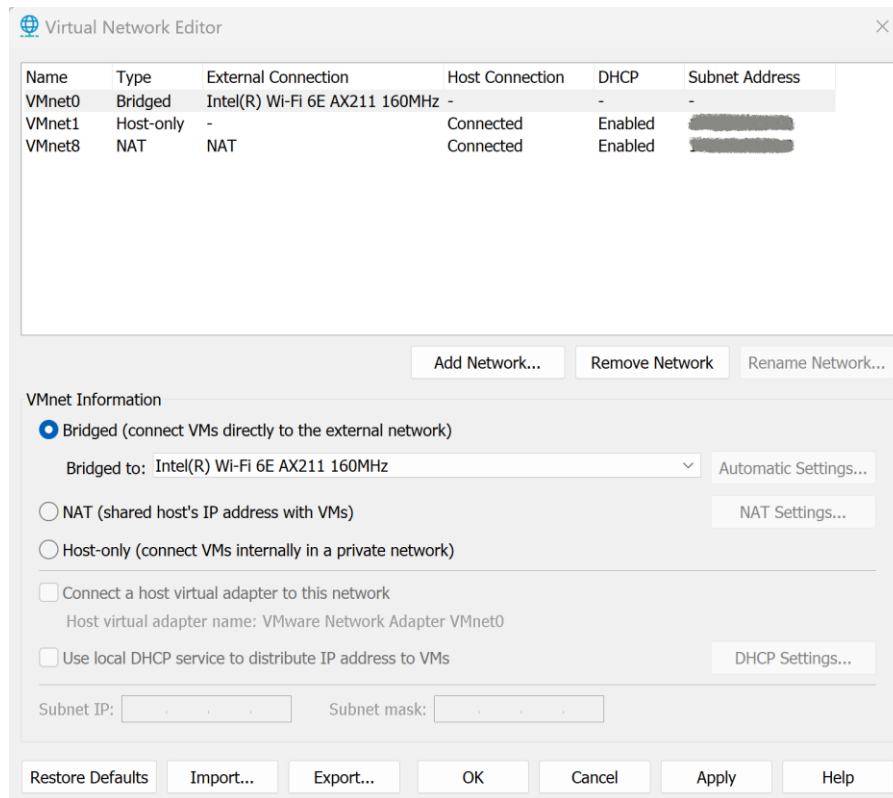 Virtual Network Editor
Name Type External Connection Host Connection DHCP Subnet Address
VMnet0 Bridged Intel(R) Wi-Fi 6E AX211 160MHz - - -
VMnet1 Host-only - Connected Enabled
VMnet8 NAT NAT Connected Enabled
Add Network... Remove Network Rename Network...
VMnet Information
Bridged (connect VMs directly to the external network)
Bridged to: Intel(R) Wi-Fi 6E AX211 160MHz Automatic Settings...
NAT (shared host's IP address with VMs) NAT Settings...
Host-only (connect VMs internally in a private network)
Connect a host virtual adapter to this network
Host virtual adapter name: VMware Network Adapter VMnet0
Use local DHCP service to distribute IP address to VMs DHCP Settings...
Subnet IP: . . . Subnet mask: . . .
Restore Defaults Import... Export... OK Cancel Apply Help